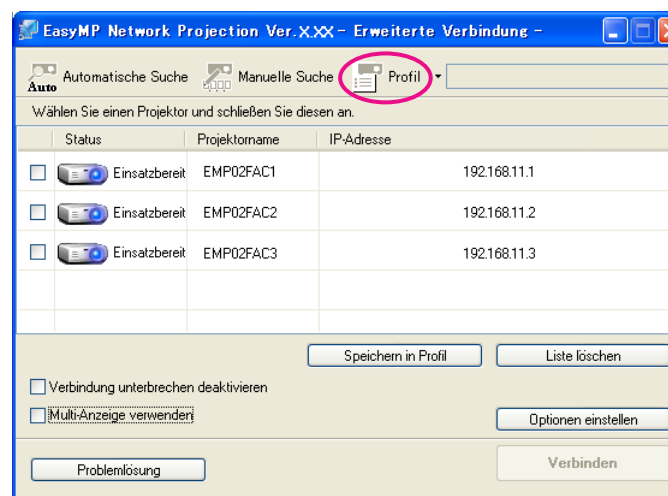 EasyMP Network Projection Ver.X.XX – Erweiterte Verbindung –
Auto Automatische Suche Manuelle Suche Profil
Wählen Sie einen Projektor und schließen Sie diesen an.
Status Projektorname IP-Adresse
Einsatzbereit EMP02FAC1 192.168.11.1
Einsatzbereit EMP02FAC2 192.168.11.2
Einsatzbereit EMP02FAC3 192.168.11.3
Speichern in Profil Liste löschen
Verbindung unterbrechen deaktivieren
Multi-Anzeige verwenden
Optionen einstellen
Problemlösung Verbinden